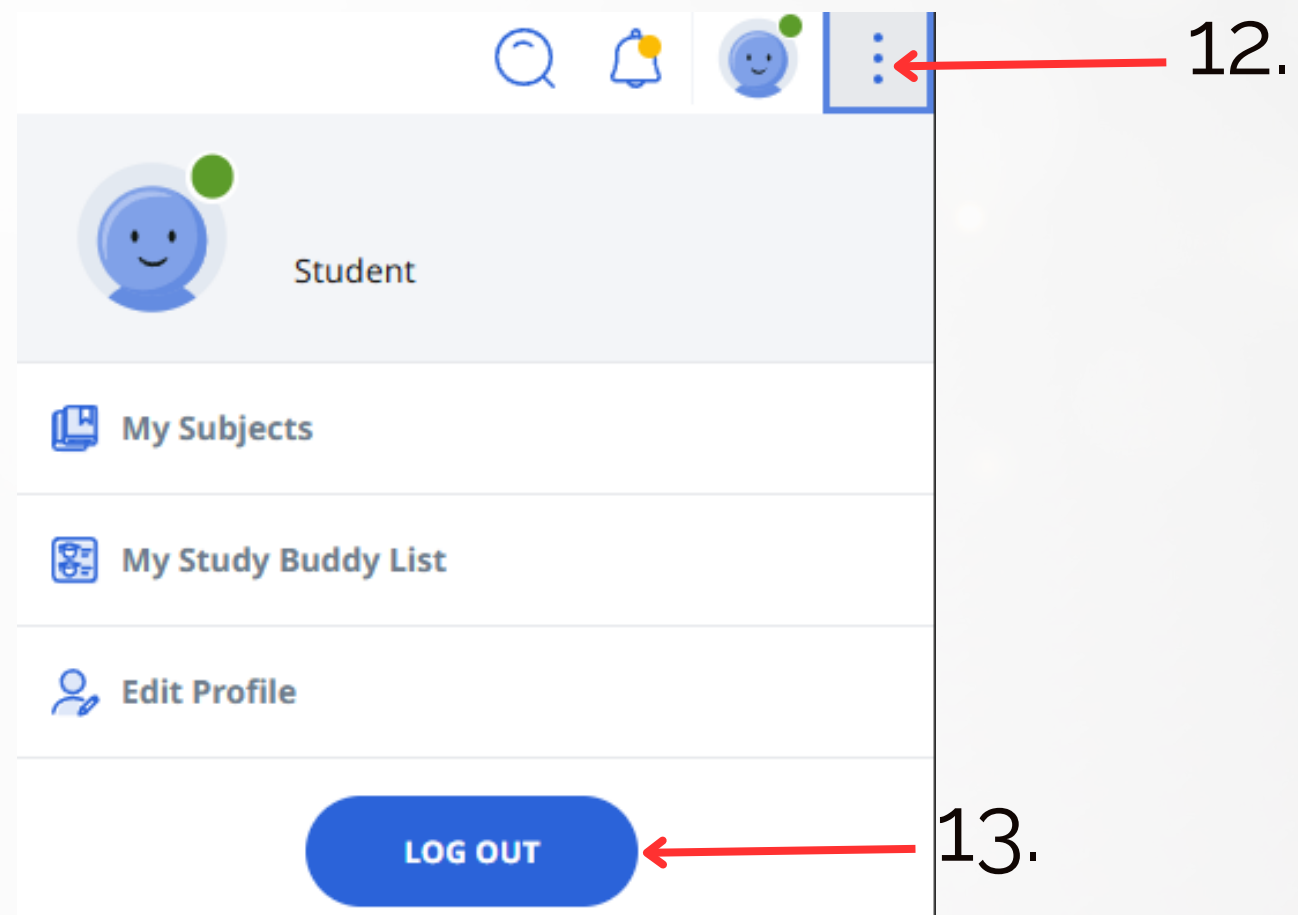 12.
Student
My Subjects
My Study Buddy List
Edit Profile
LOG OUT
13.